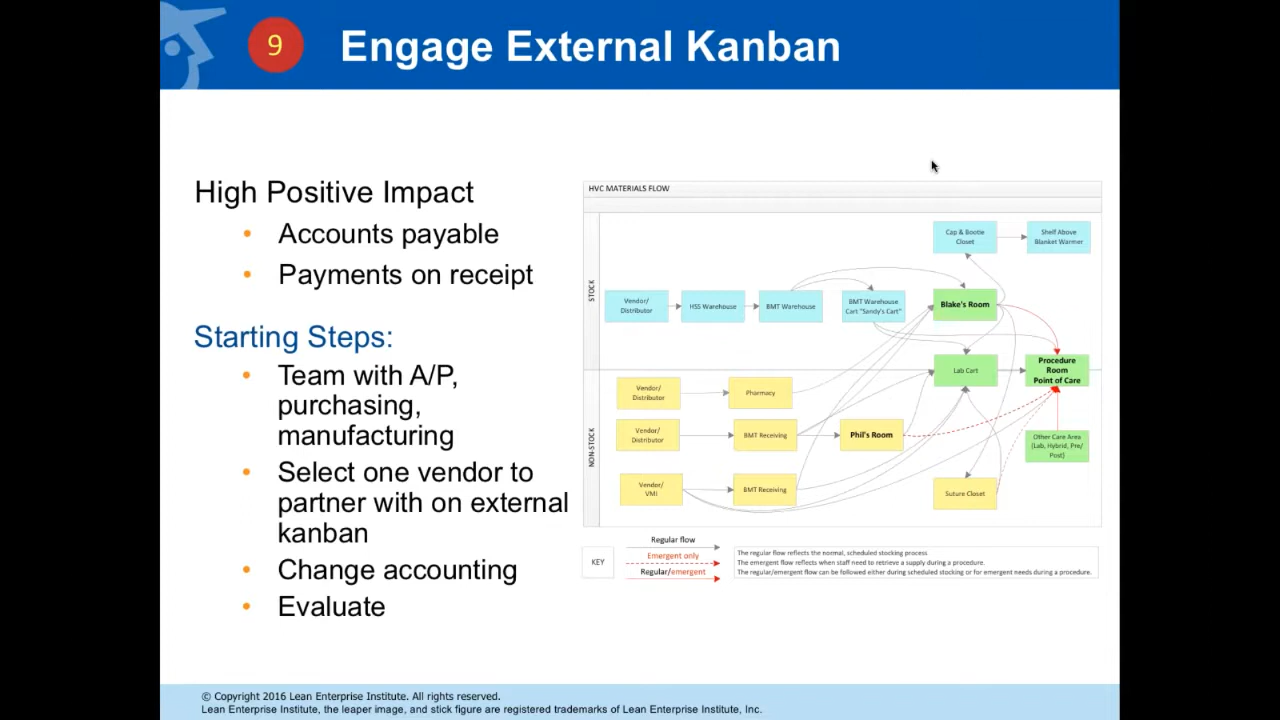 9
Engage External Kanban
High Positive Impact
• Accounts payable
• Payments on receipt
Starting Steps:
• Team with A/P,
purchasing,
manufacturing
• Select one vendor to
partner with on external
kanban
• Change accounting
• Evaluate
HVC MATERIALS FLOW
STOCK
Cap & Bootie
Closet
Shelf Above
Blanket Warmer
Vendor/
Distributor
HSS Warehouse
BMT Warehouse
BMT Warehouse
Cart "Sandy's Cart"
Blake's Room
Lab Cart
Procedure
Room
Point of Care
NON-STOCK
Vendor/
Distributor
Pharmacy
Vendor/
Distributor
BMT Receiving
Phil's Room
Other Care Area
(Lab, Hybrid, Pre/
Post)
Vendor/
VMI
BMT Receiving
Suture Closet
KEY
Regular flow
Emergent only
Regular/emergent
The regular flow reflects the normal, scheduled stocking process
The emergent flow reflects when staff need to retrieve a supply during a procedure.
The regular/emergent flow can be followed either during scheduled stocking or for emergent needs during a procedure.
© Copyright 2016 Lean Enterprise Institute. All rights reserved.
Lean Enterprise Institute, the leaper image, and stick figure are registered trademarks of Lean Enterprise Institute, Inc.